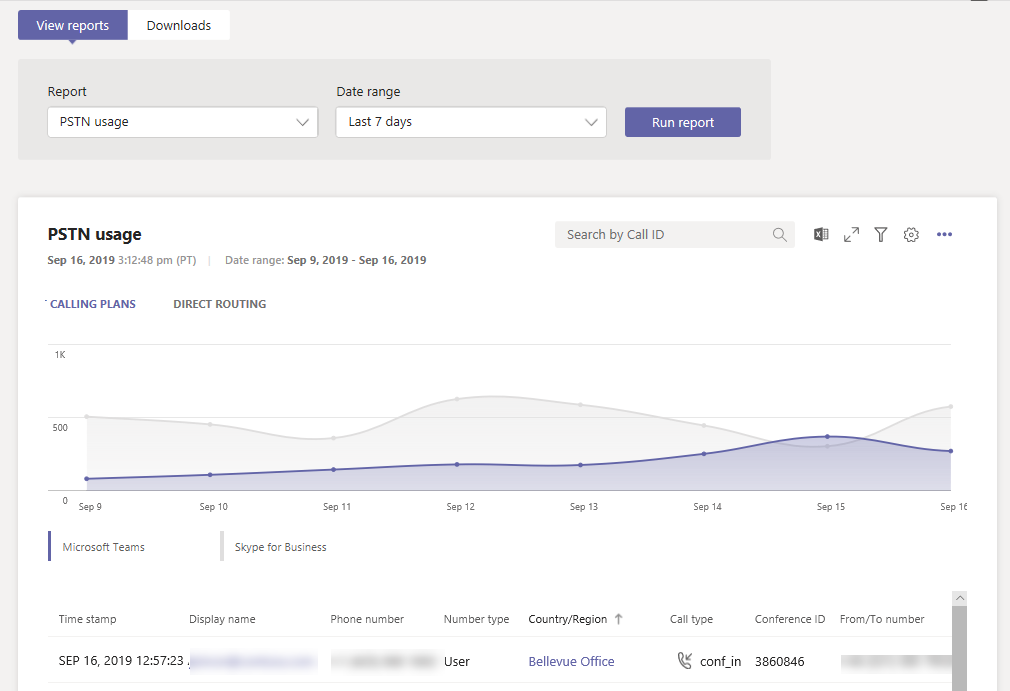 View reports Downloads
Report Date range
PSTN usage Last 7 days Run report
PSTN usage Search by Call ID
Sep 16, 2019 3:12:48 pm (PT) | Date range: Sep 9, 2019 - Sep 16, 2019
CALLING PLANS DIRECT ROUTING
1K
500
0
Sep 9 Sep 10 Sep 11 Sep 12 Sep 13 Sep 14 Sep 15 Sep 16
Microsoft Teams Skype for Business
Time stamp Display name Phone number Number type Country/Region Call type Conference ID From/To number
SEP 16, 2019 12:57:23 User Bellevue Office conf_in 3860846